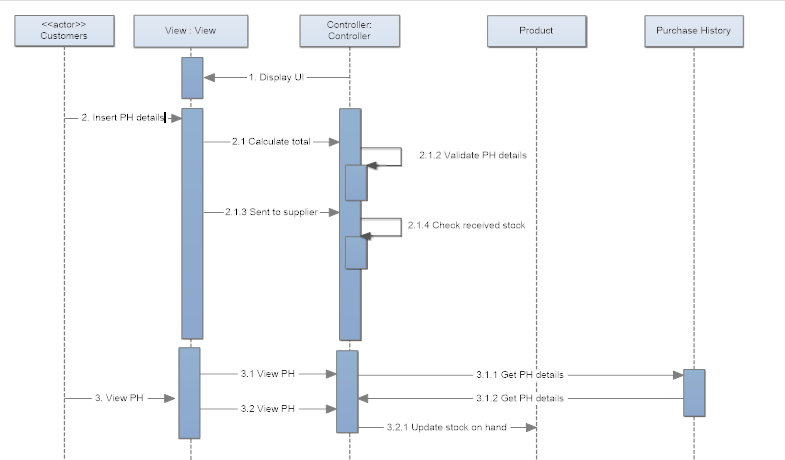 <<actor>>
Customers
View : View
Controller:
Controller
Product
Purchase History
1. Display UI
2. Insert PH details
2.1 Calculate total
2.1.2 Validate PH details
2.1.3 Sent to supplier
2.1.4 Check received stock
3.1 View PH
3.1.1 Get PH details
3. View PH
3.1.2 Get PH details
3.2 View PH
3.2.1 Update stock on hand